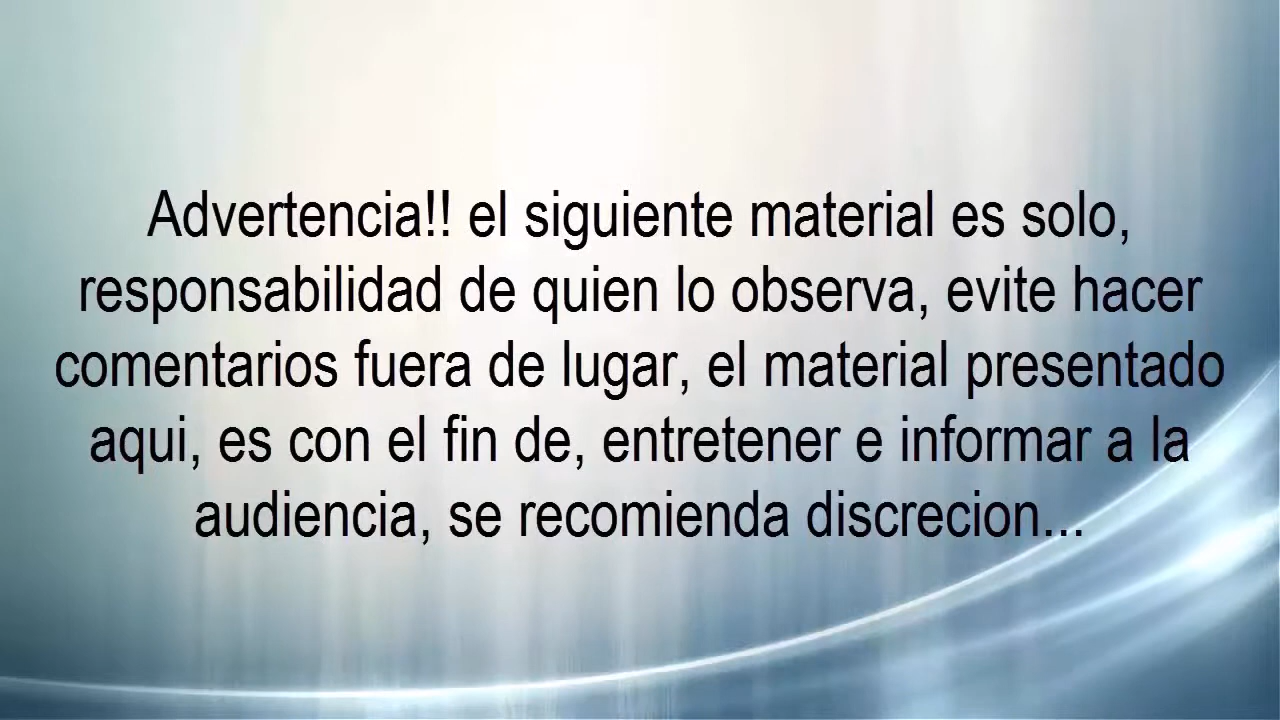 Advertencia!! el siguiente material es solo,
responsabilidad de quien lo observa, evite hacer
comentarios fuera de lugar, el material presentado
aqui, es con el fin de, entretener e informar a la
audiencia, se recomienda discrecion...